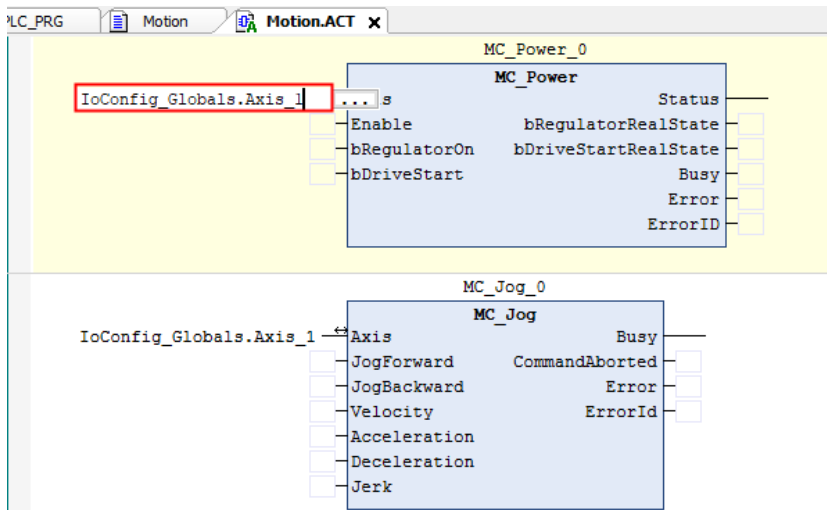 PLC_PRG Motion Motion.ACT x
MC_Power_0
MC_Power
IoConfig_Globals.Axis_1 ... s Status
Enable bRegulatorRealState
bRegulatorOn bDriveStartRealState
bDriveStart Busy
Error
ErrorID
MC_Jog_0
MC_Jog
IoConfig_Globals.Axis_1 Axis Busy
JogForward CommandAborted
JogBackward Error
Velocity ErrorId
Acceleration
Deceleration
Jerk